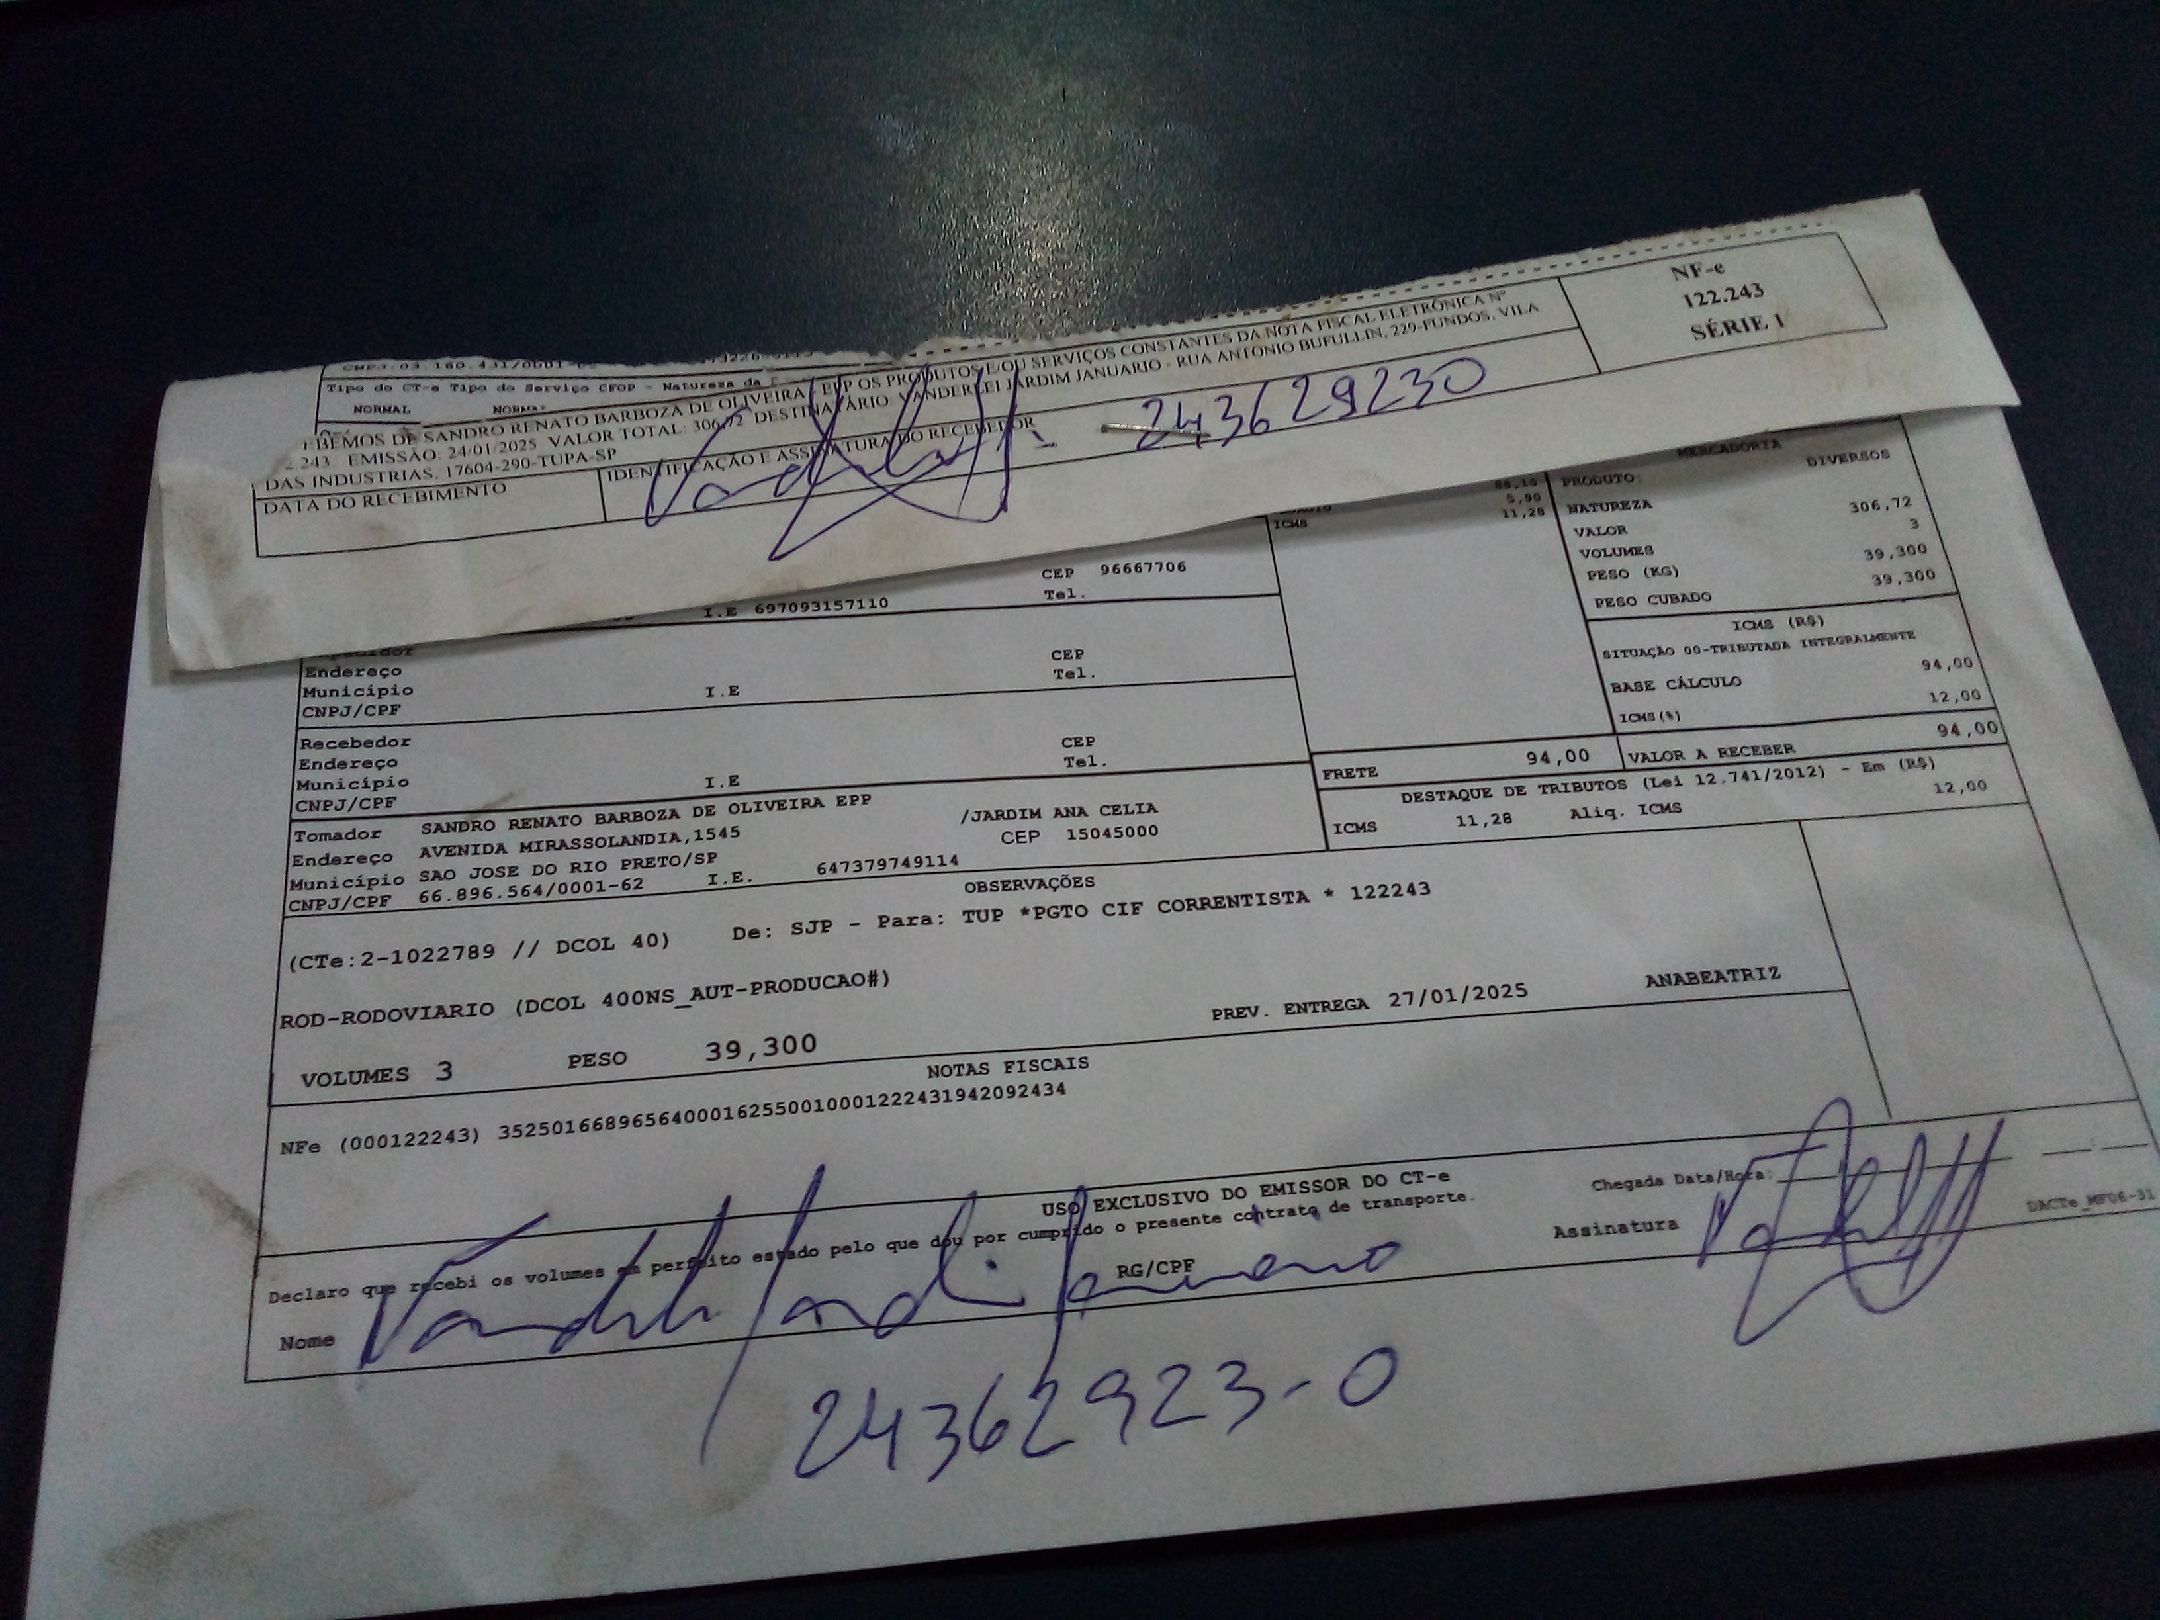 NF-e
122.243
SÉRIE 1
EBEMOS DE SANDRO RENATO BARBOZA DE OLIVEIRA - EPP OS PRODUTOS E/OU SERVIÇOS CONSTANTES DA NOTA FISCAL ELETRÔNICA Nº
2.243 EMISSÃO: 24/01/2025 VALOR TOTAL: 306,72 DESTINATÁRIO: VANDERLEI JARDIM JANUARIO - RUA ANTONIO BUFULLIN, 229-FUNDOS, VILA
DAS INDUSTRIAS, 17604-290-TUPA-SP
DATA DO RECEBIMENTO
IDENTIFICAÇÃO E ASSINATURA DO RECEBEDOR
243629230
Tipo do CT-e Tipo do Serviço CFOP - Natureza da
NORMAL
MERCADORIA
PRODUTO: DIVERSOS
NATUREZA
VALOR 306,72
VOLUMES 3
PESO (KG) 39,300
PESO CUBADO 39,300
5,90
ICMS 11,28
CEP 96667706
I.E 697093157110 Tel.
Endereço CEP
Município I.E Tel.
CNPJ/CPF
Recebedor CEP
Endereço Tel.
Município I.E
CNPJ/CPF
ICMS (R$)
SITUAÇÃO 00-TRIBUTADA INTEGRALMENTE
BASE CÁLCULO 94,00
ICMS(%) 12,00
FRETE 94,00 VALOR A RECEBER 94,00
DESTAQUE DE TRIBUTOS (Lei 12.741/2012) - Em (R$)
ICMS 11,28 Aliq. ICMS 12,00
Tomador SANDRO RENATO BARBOZA DE OLIVEIRA EPP
Endereço AVENIDA MIRASSOLANDIA,1545 /JARDIM ANA CELIA
Município SAO JOSE DO RIO PRETO/SP CEP 15045000
CNPJ/CPF 66.896.564/0001-62 I.E. 647379749114
OBSERVAÇÕES
(CTe:2-1022789 // DCOL 40) De: SJP - Para: TUP *PGTO CIF CORRENTISTA * 122243
ROD-RODOVIARIO (DCOL 400NS_AUT-PRODUCAO#)
PREV. ENTREGA 27/01/2025 ANABEATRIZ
VOLUMES 3 PESO 39,300
NOTAS FISCAIS
NFe (000122243) 35250166896564000162550010001222431942092434
USO EXCLUSIVO DO EMISSOR DO CT-e
Declaro que recebi os volumes em perfeito estado pelo que dou por cumprido o presente contrato de transporte.
Chegada Data/Hora:
DACTe_MF06-31
Nome RG/CPF Assinatura
24362923-0